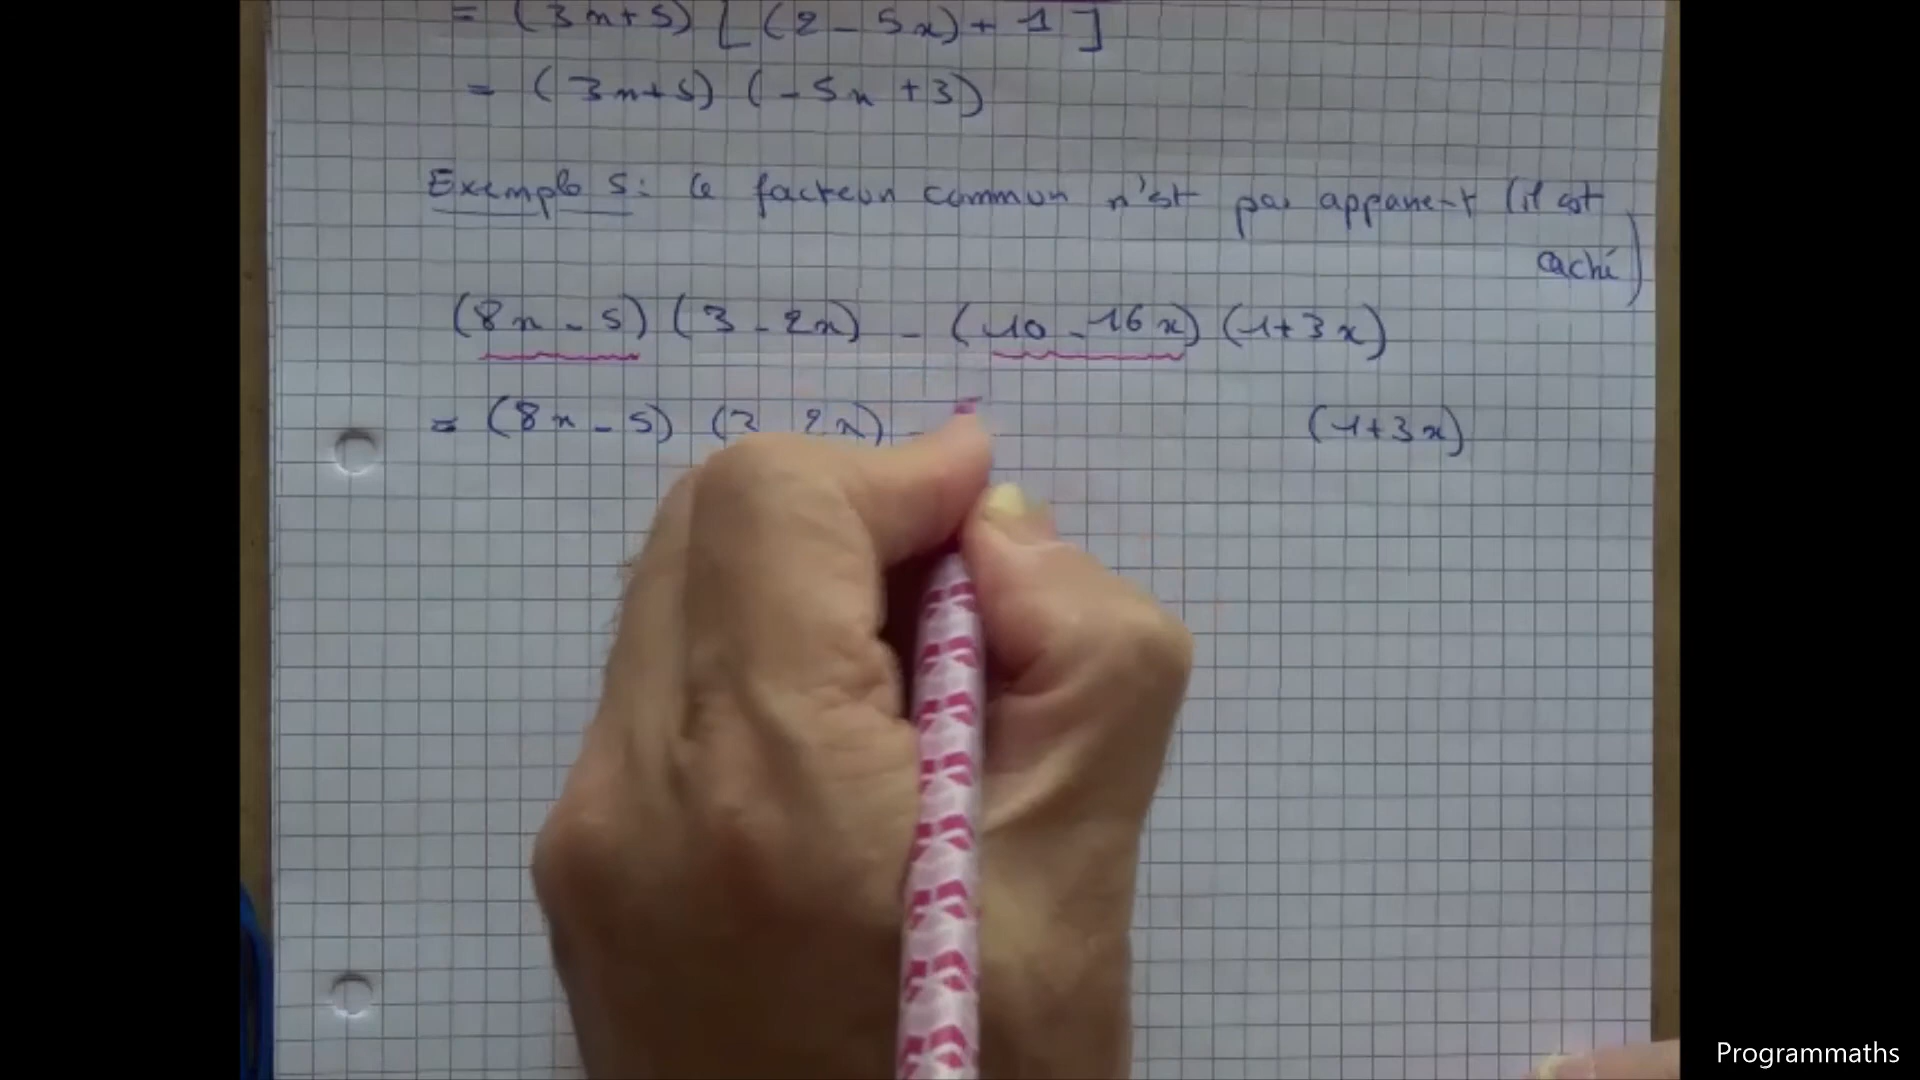 = (3x+5) [(2 - 5x) + 1]
= (3x+5) (-5x + 3)
Exemple 5: le facteur commun n'est pas apparent (il est
caché)
(8x - 5) (3 - 2x) - (10 - 16x) (1+3x)
= (8x - 5) (3 2x) - (1+3x)
Programmaths